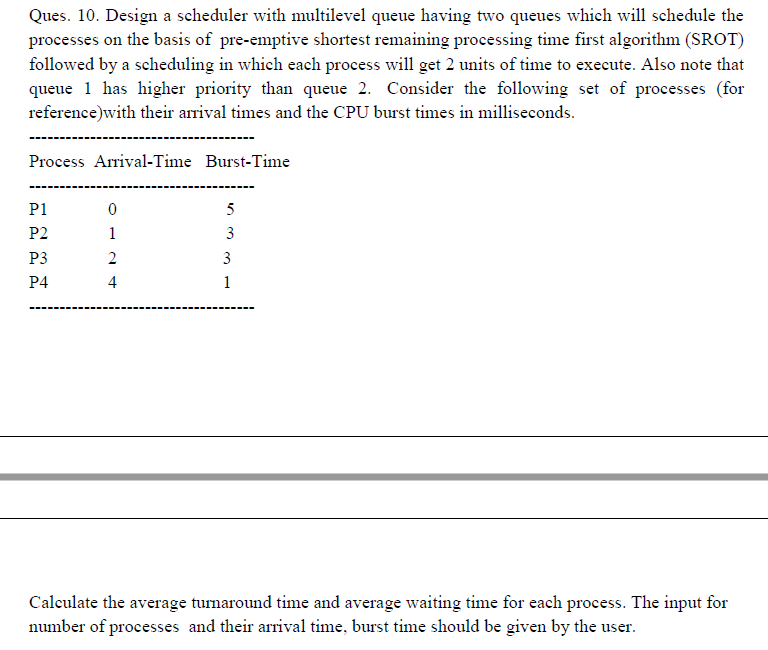 Ques. 10. Design a scheduler with multilevel queue having two queues which will schedule the
processes on the basis of pre-emptive shortest remaining processing time first algorithm (SROT)
followed by a scheduling in which each process will get 2 units of time to execute. Also note that
queue 1 has higher priority than queue 2. Consider the following set of processes (for
reference)with their arrival times and the CPU burst times in milliseconds.
-------------------------------------
Process Arrival-Time Burst-Time
-------------------------------------
P1 0 5
P2 1 3
P3 2 3
P4 4 1
-------------------------------------
Calculate the average turnaround time and average waiting time for each process. The input for
number of processes and their arrival time, burst time should be given by the user.